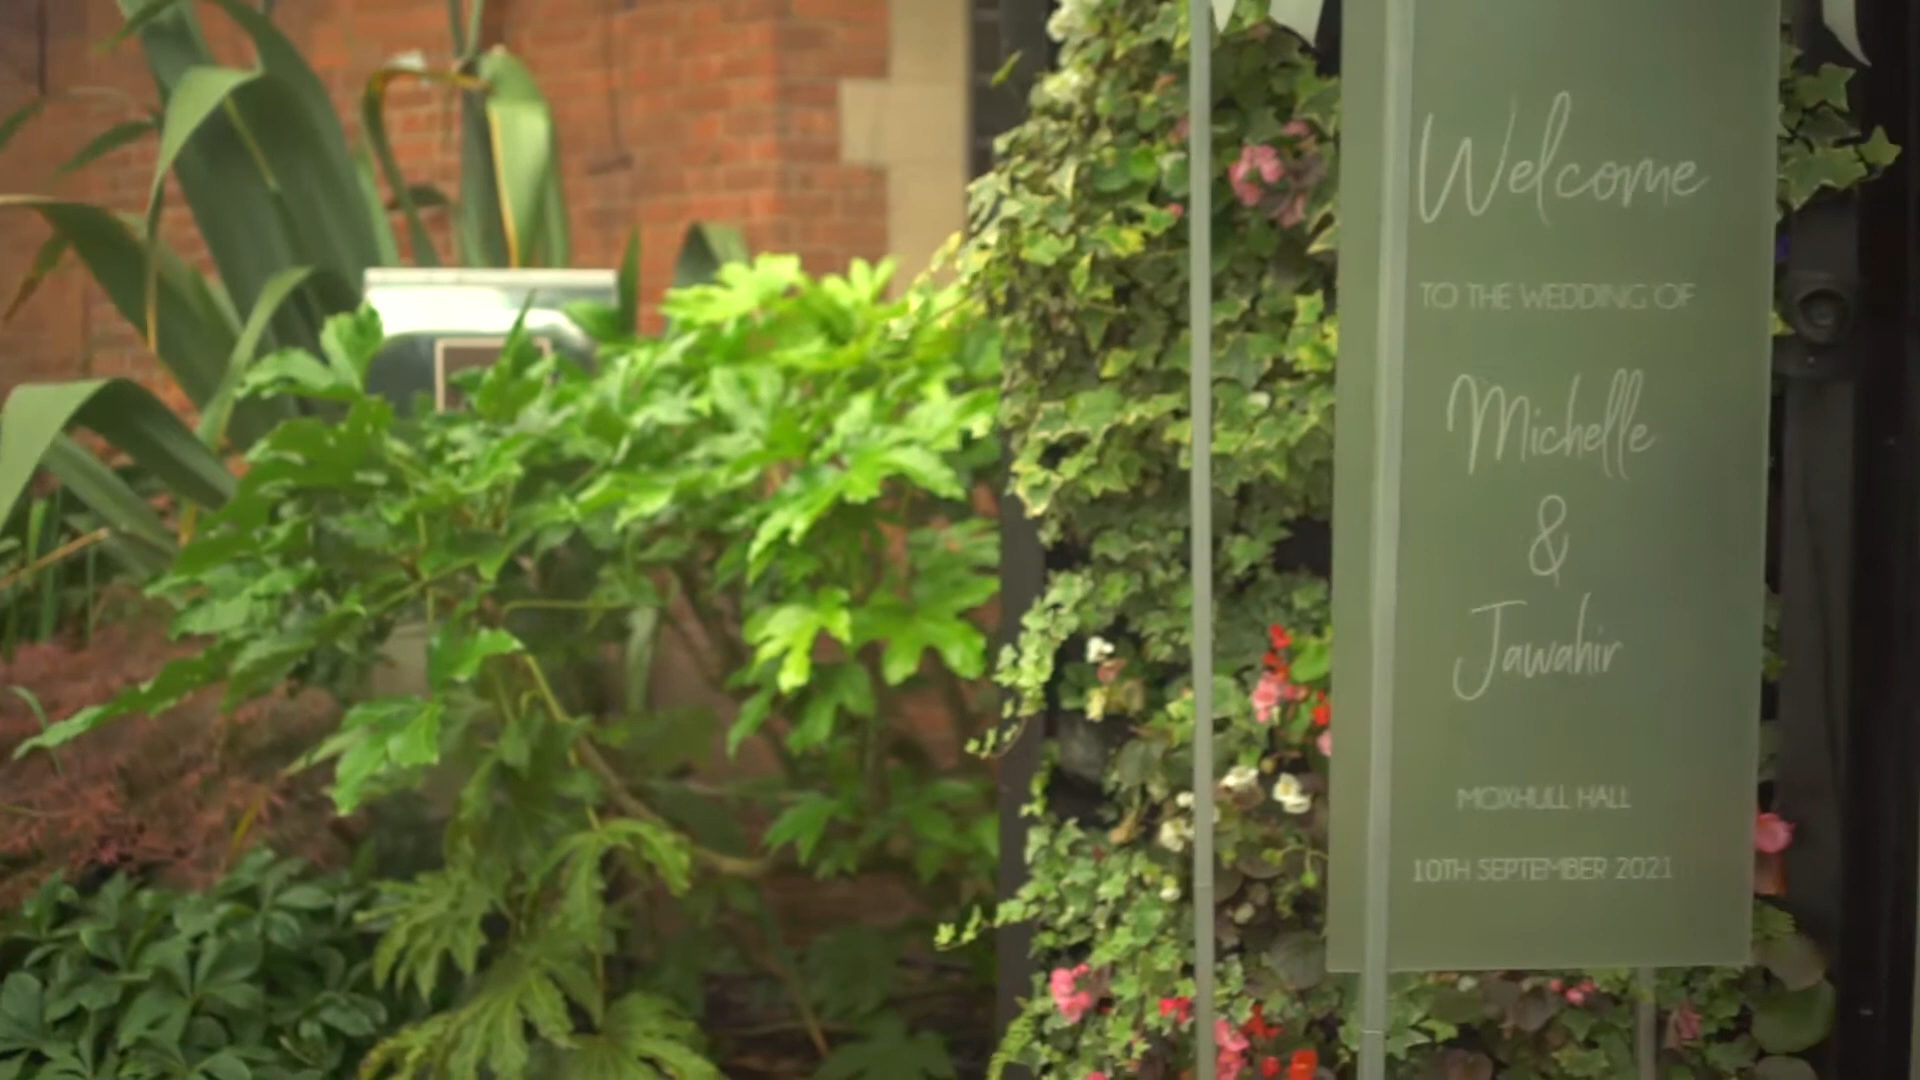 Welcome
TO THE WEDDING OF
Michelle
&
Jawahir
MOXHULL HALL
10TH SEPTEMBER 2021